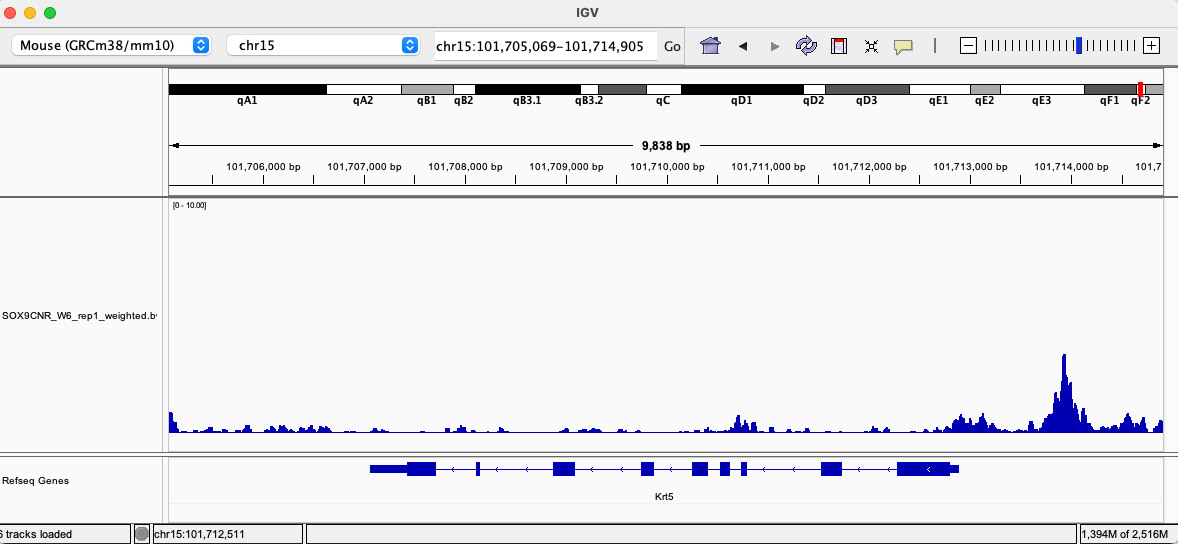 IGV
Mouse (GRCm38/mm10) chr15 chr15:101,705,069-101,714,905 Go
qA1 qA2 qB1 qB2 qB3.1 qB3.2 qC qD1 qD2 qD3 qE1 qE2 qE3 qF1 qF2
9,838 bp
101,706,000 bp 101,707,000 bp 101,708,000 bp 101,709,000 bp 101,710,000 bp 101,711,000 bp 101,712,000 bp 101,713,000 bp 101,714,000 bp 101,7
[0 - 10.00]
SOX9CNR_W6_rep1_weighted.b
Refseq Genes
Krt5
tracks loaded chr15:101,712,511 1,394M of 2,516M